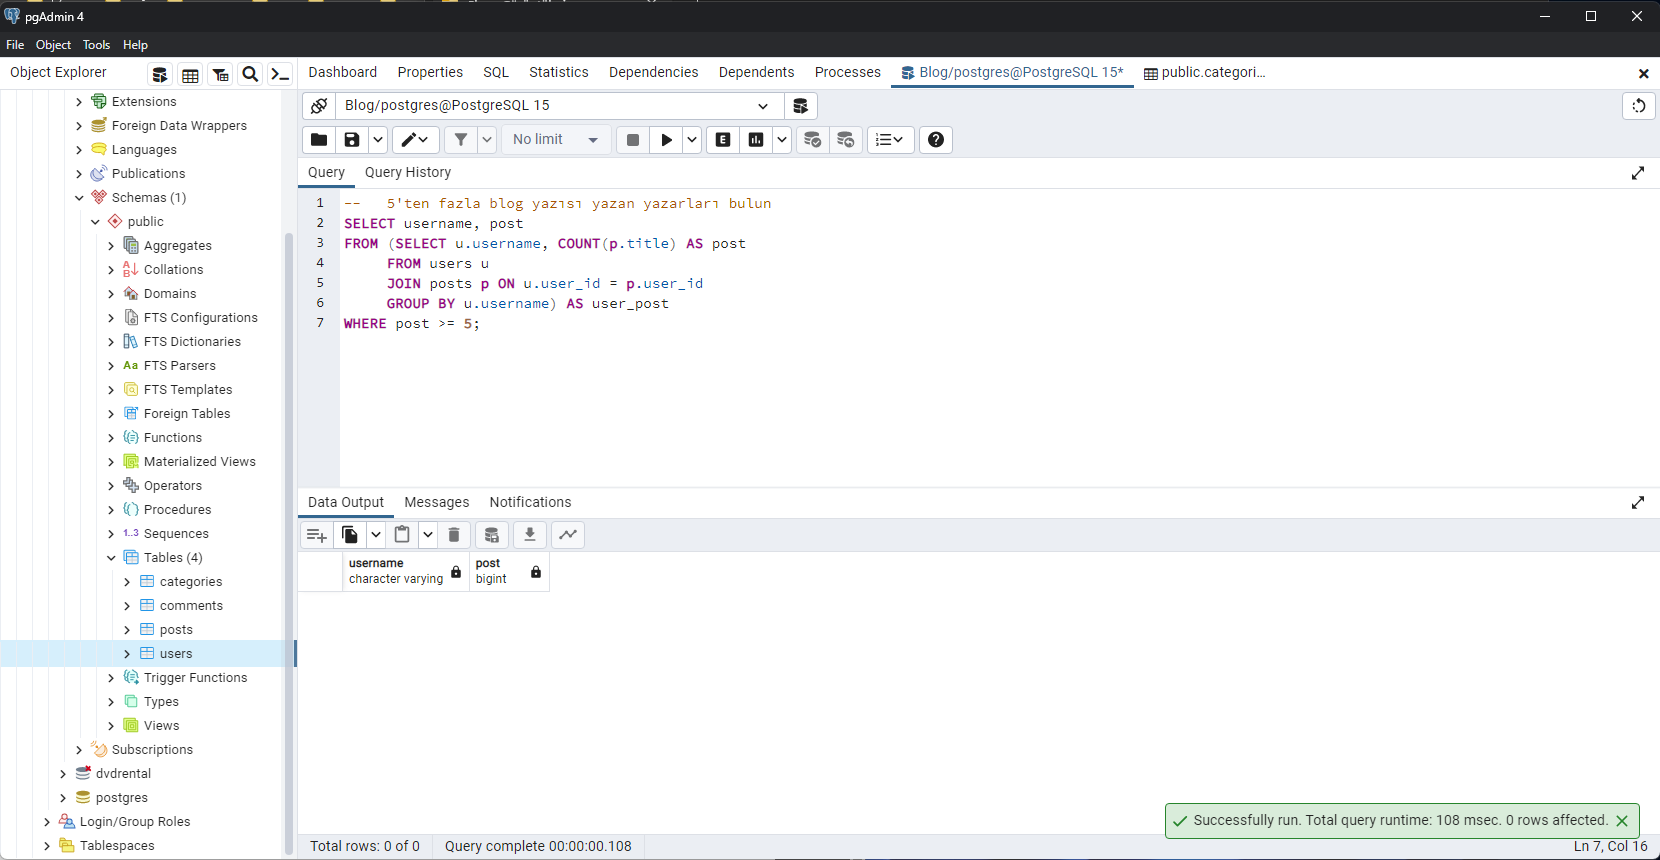 pgAdmin 4
File Object Tools Help
Object Explorer
Dashboard Properties SQL Statistics Dependencies Dependents Processes Blog/postgres@PostgreSQL 15* public.categori...
Extensions
Foreign Data Wrappers
Languages
Publications
Schemas (1)
public
Aggregates
Collations
Domains
FTS Configurations
FTS Dictionaries
Aa FTS Parsers
FTS Templates
Foreign Tables
Functions
Materialized Views
Operators
Procedures
1..3 Sequences
Tables (4)
categories
comments
posts
users
Trigger Functions
Types
Views
Subscriptions
dvdrental
postgres
Login/Group Roles
Tablespaces
Blog/postgres@PostgreSQL 15
No limit
E
Query Query History
1 -- 5'ten fazla blog yazısı yazan yazarları bulun
2 SELECT username, post
3 FROM (SELECT u.username, COUNT(p.title) AS post
4 FROM users u
5 JOIN posts p ON u.user_id = p.user_id
6 GROUP BY u.username) AS user_post
7 WHERE post >= 5;
Data Output Messages Notifications
username post
character varying bigint
Successfully run. Total query runtime: 108 msec. 0 rows affected.
Total rows: 0 of 0 Query complete 00:00:00.108 Ln 7, Col 16